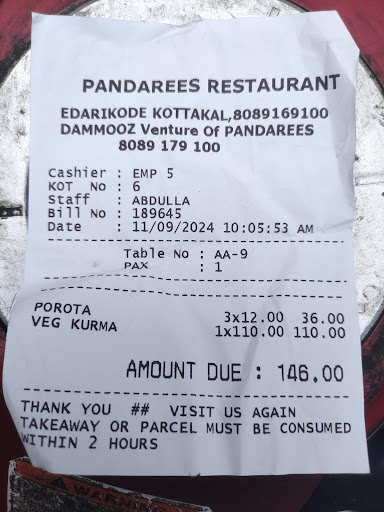 PANDAREES RESTAURANT
EDARIKODE KOTTAKAL,8089169100
DAMMOOZ Venture Of PANDAREES
8089 179 100
Cashier : EMP 5
KOT No : 6
Staff : ABDULLA
Bill No : 189645
Date : 11/09/2024 10:05:53 AM
Table No : AA-9
PAX : 1
POROTA 3x12.00 36.00
VEG KURMA 1x110.00 110.00
AMOUNT DUE : 146.00
THANK YOU ## VISIT US AGAIN
TAKEAWAY OR PARCEL MUST BE CONSUMED
WITHIN 2 HOURS
WARNING